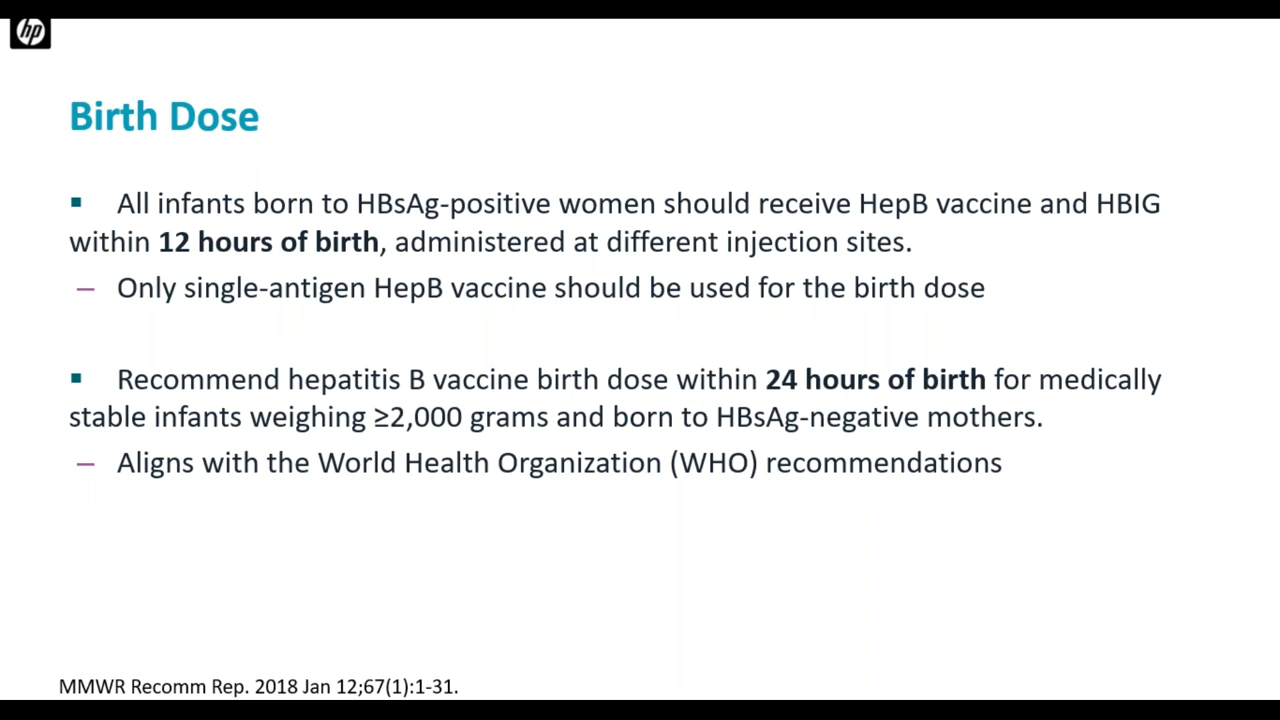 hp
Birth Dose
▪ All infants born to HBsAg-positive women should receive HepB vaccine and HBIG
within 12 hours of birth, administered at different injection sites.
– Only single-antigen HepB vaccine should be used for the birth dose
▪ Recommend hepatitis B vaccine birth dose within 24 hours of birth for medically
stable infants weighing ≥2,000 grams and born to HBsAg-negative mothers.
– Aligns with the World Health Organization (WHO) recommendations
MMWR Recomm Rep. 2018 Jan 12;67(1):1-31.